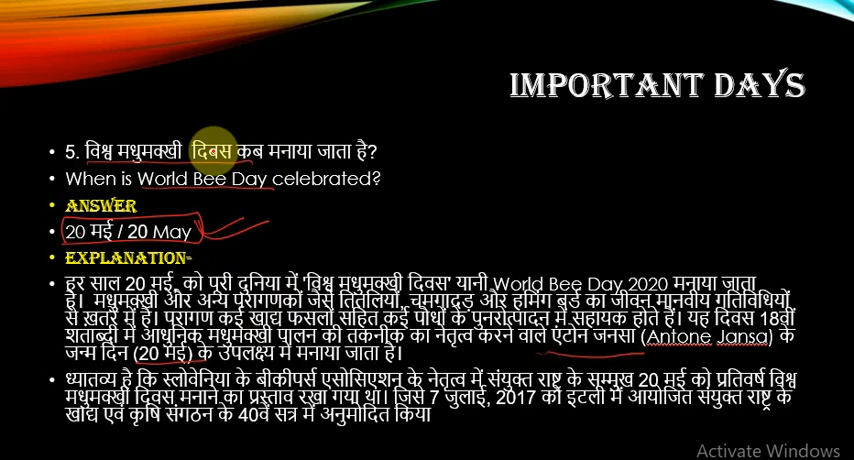 IMPORTANT DAYS
• 5. विश्व मधुमक्खी दिबस कब मनाया जाता है?
• When is World Bee Day celebrated?
• ANSWER
• 20 मई / 20 May
• EXPLANATION-
• हर साल 20 मई, को पूरी दुनिया में 'विश्व मधुमक्खी दिवस' यानी World Bee Day 2020 मनाया जाता
है। मधुमक्खी और अन्य परागणकों जैसे तितलियों, चमगादड़ और हमिंग बर्ड का जीवन मानवीय गतिविधियों
से ख़तरे में है। परागण कई खाद्य फसलों सहित कई पौधों के पुनरोत्पादन में सहायक होते हैं। यह दिवस 18वीं
शताब्दी में आधुनिक मधुमक्खी पालन की तकनीक का नेतृत्व करने वाले एंटोन जनसा (Antone Jansa) के
जन्म दिन (20 मई) के उपलक्ष्य में मनाया जाता है।
• ध्यातव्य है कि स्लोवेनिया के बीकीपर्स एसोसिएशन के नेतृत्व में संयुक्त राष्ट्र के सम्मुख 20 मई को प्रतिवर्ष विश्व
मधुमक्खी दिवस मनाने का प्रस्ताव रखा गया था। जिसे 7 जुलाई, 2017 को इटली में आयोजित संयुक्त राष्ट्र के
खाद्य एवं कृषि संगठन के 40वें सत्र में अनुमोदित किया
Activate Windows